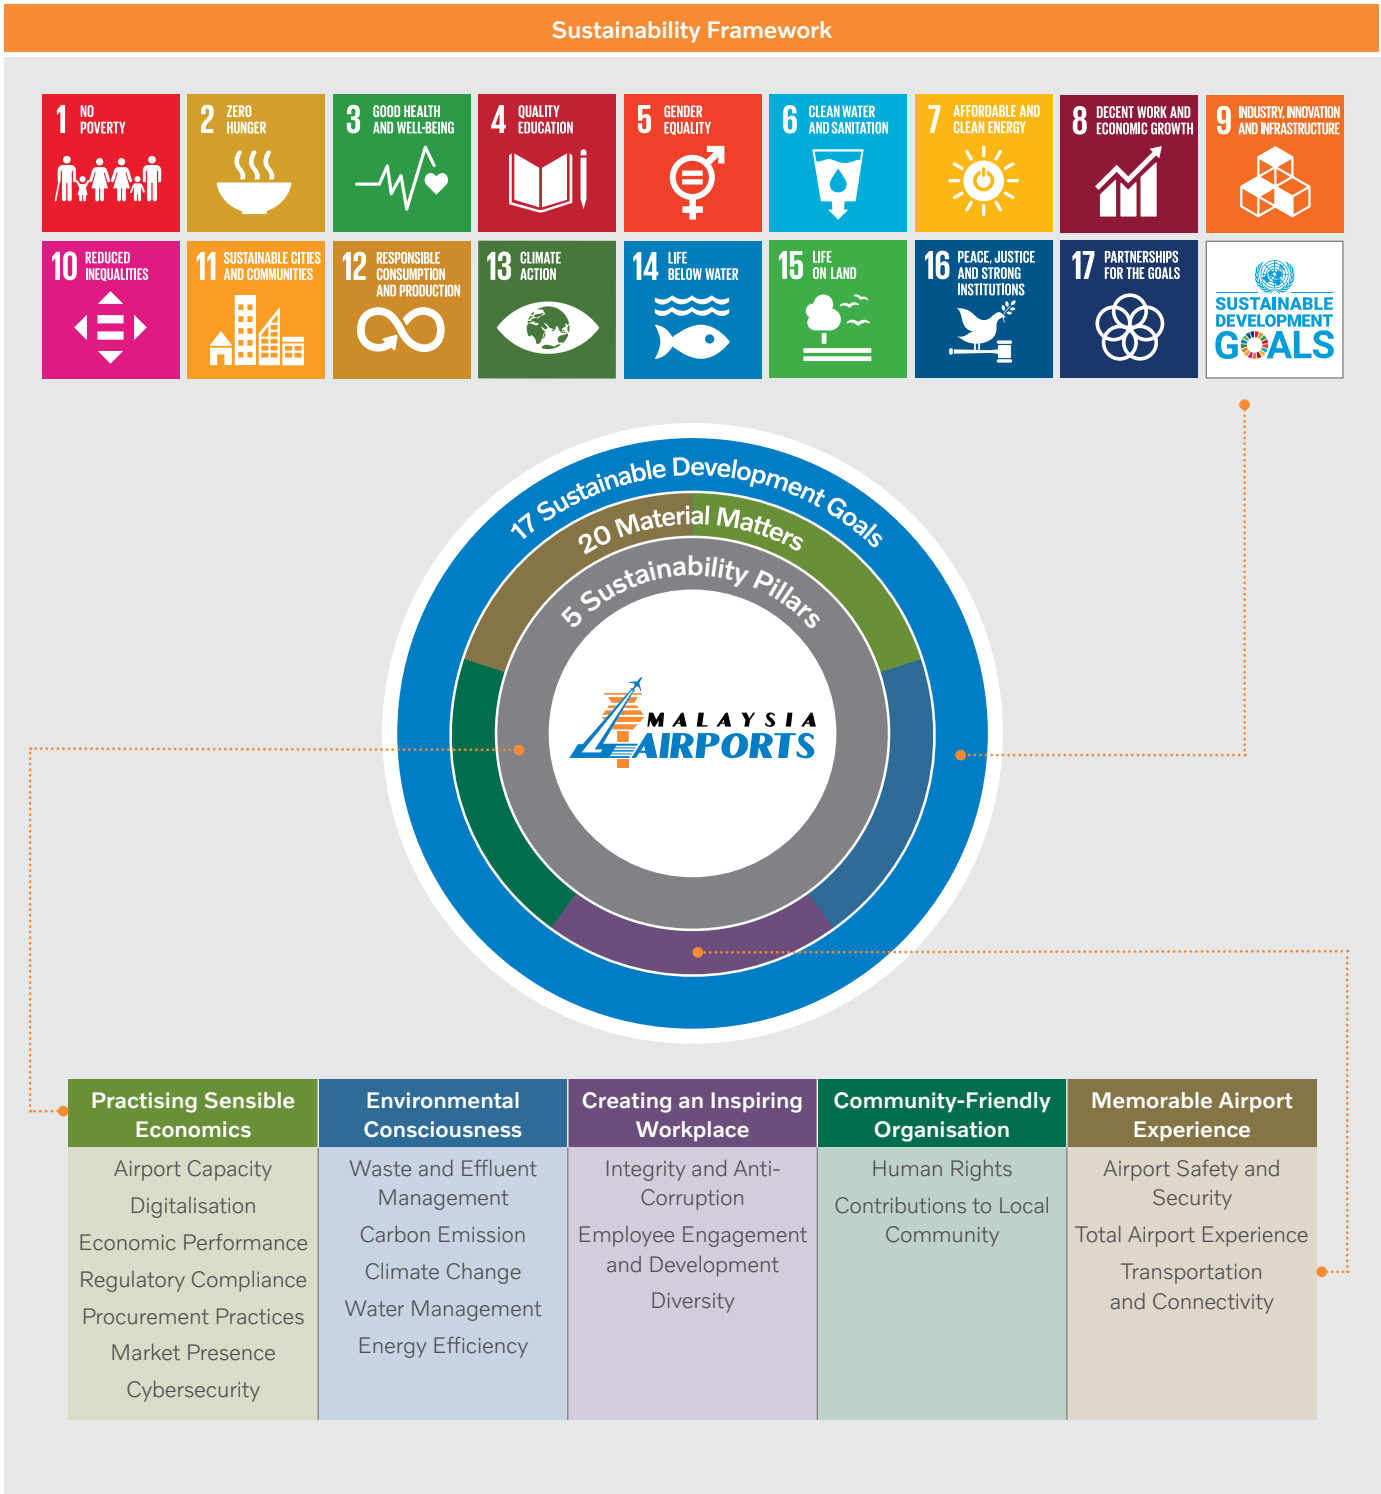 Sustainability Framework
1 NO
POVERTY
2 ZERO
HUNGER
3 GOOD HEALTH
AND WELL-BEING
4 QUALITY
EDUCATION
5 GENDER
EQUALITY
6 CLEAN WATER
AND SANITATION
7 AFFORDABLE AND
CLEAN ENERGY
8 DECENT WORK AND
ECONOMIC GROWTH
9 INDUSTRY, INNOVATION
AND INFRASTRUCTURE
10 REDUCED
INEQUALITIES
11 SUSTAINABLE CITIES
AND COMMUNITIES
12 RESPONSIBLE
CONSUMPTION
AND PRODUCTION
13 CLIMATE
ACTION
14 LIFE
BELOW WATER
15 LIFE
ON LAND
16 PEACE, JUSTICE
AND STRONG
INSTITUTIONS
17 PARTNERSHIPS
FOR THE GOALS
SUSTAINABLE
DEVELOPMENT
GOALS
17 Sustainable Development Goals
20 Material Matters
5 Sustainability Pillars
MALAYSIA
AIRPORTS
Practising Sensible
Economics
Airport Capacity
Digitalisation
Economic Performance
Regulatory Compliance
Procurement Practices
Market Presence
Cybersecurity
Environmental
Consciousness
Waste and Effluent
Management
Carbon Emission
Climate Change
Water Management
Energy Efficiency
Creating an Inspiring
Workplace
Integrity and Anti-
Corruption
Employee Engagement
and Development
Diversity
Community-Friendly
Organisation
Human Rights
Contributions to Local
Community
Memorable Airport
Experience
Airport Safety and
Security
Total Airport Experience
Transportation
and Connectivity